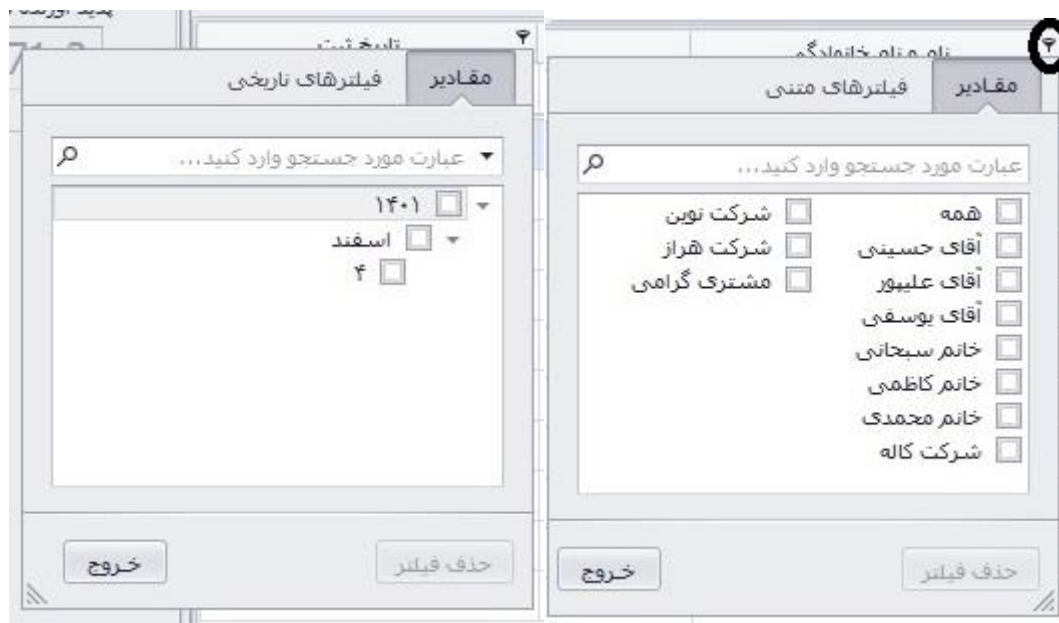 نام و نام خانوادگی
مقادیر
فیلترهای متنی
عبارت مورد جستجو وارد کنید...
همه
آقای حسینی
آقای علیپور
آقای یوسفی
خانم سبحانی
خانم کاظمی
خانم محمدی
شرکت کاله
شرکت نوین
شرکت هراز
مشتری گرامی
حذف فیلتر
خروج
پدید آورنده
تاریخ ثبت
مقادیر
فیلترهای تاریخی
عبارت مورد جستجو وارد کنید...
۱۴۰۱
اسفند
۴
حذف فیلتر
خروج